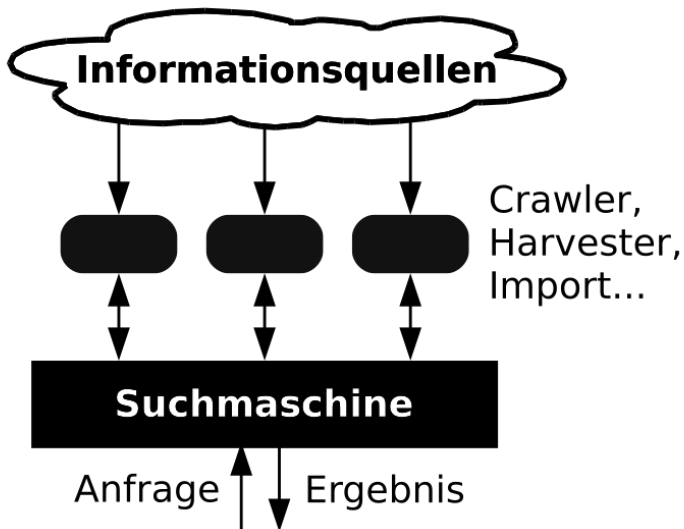 Informationsquellen
Crawler,
Harvester,
Import...
Suchmaschine
Anfrage
Ergebnis